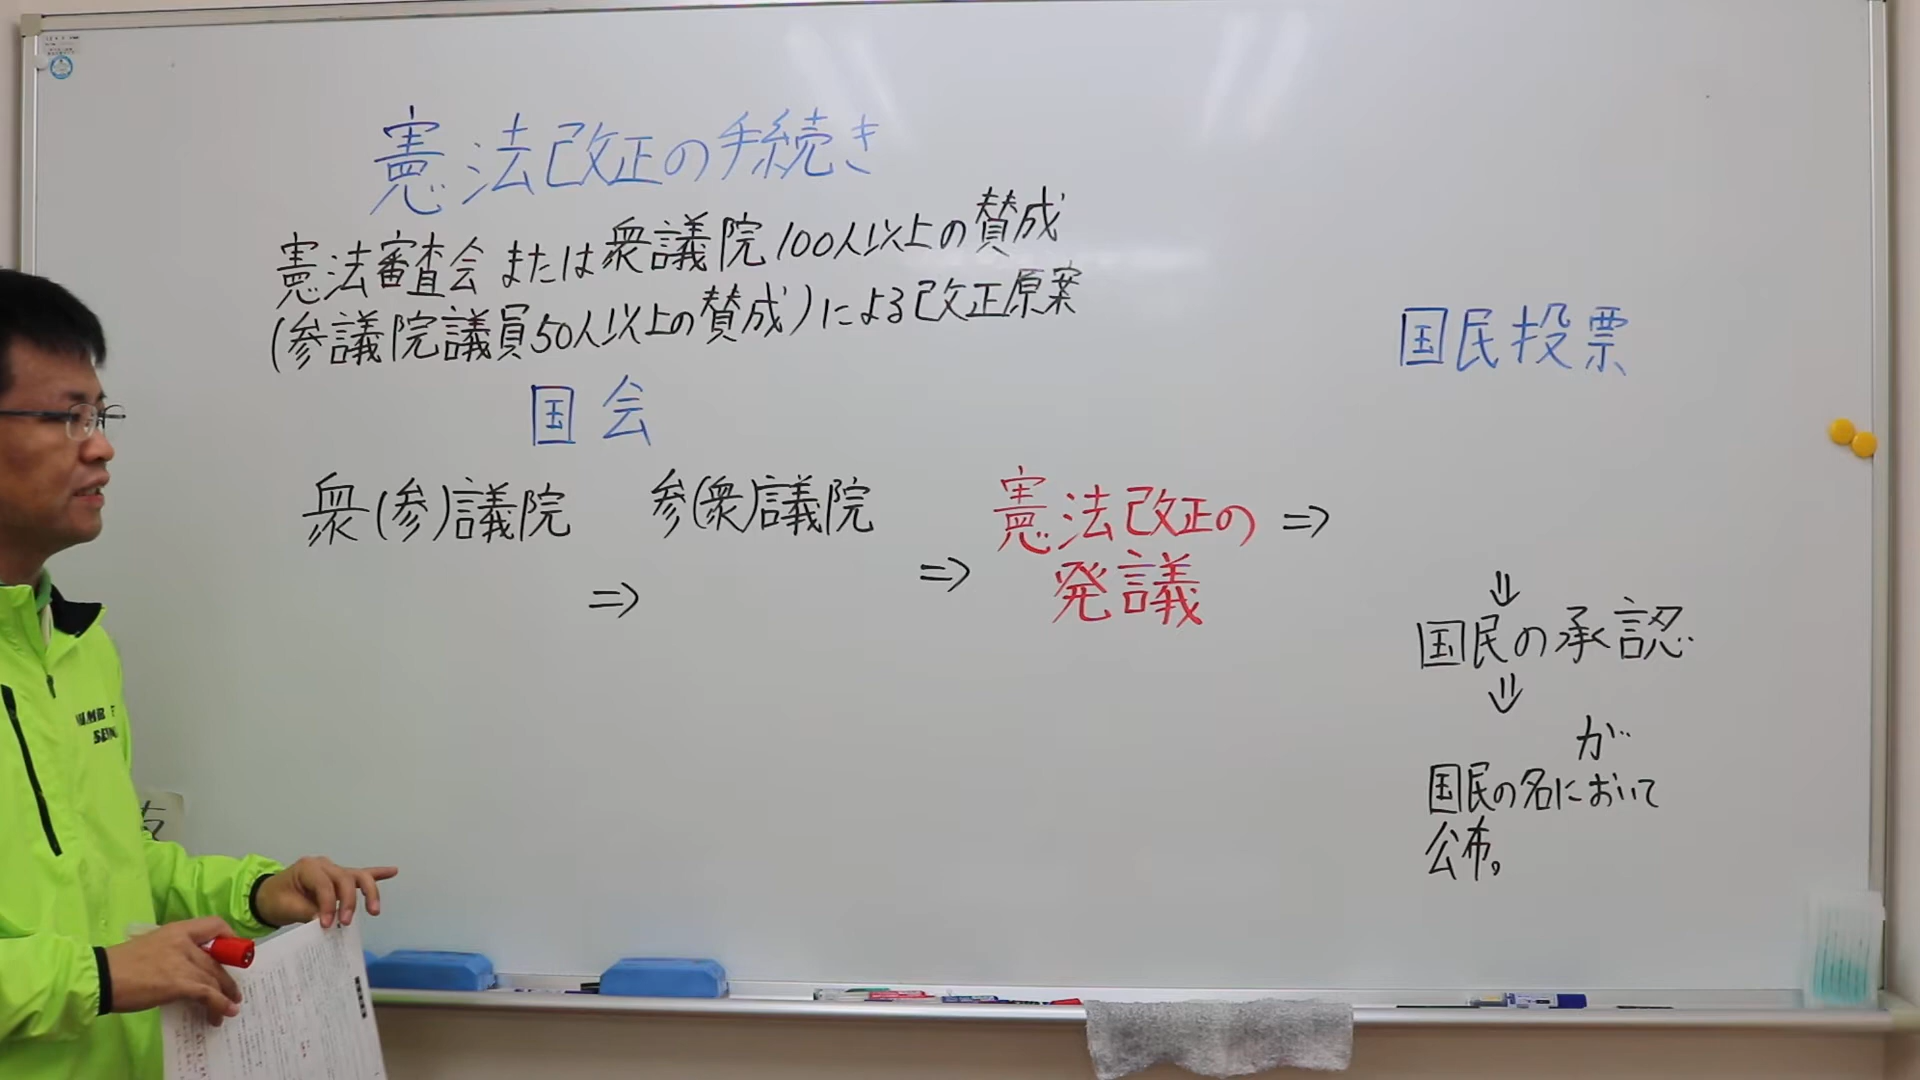 憲法改正の手続き
憲法審査会または衆議院100人以上の賛成
(参議院議員50人以上の賛成)による改正原案
国会
国民投票
衆(参)議院
⇒
参(衆)議院
⇒
憲法改正の
発議
⇒
⇓
国民の承認
⇓
が
国民の名において
公布。